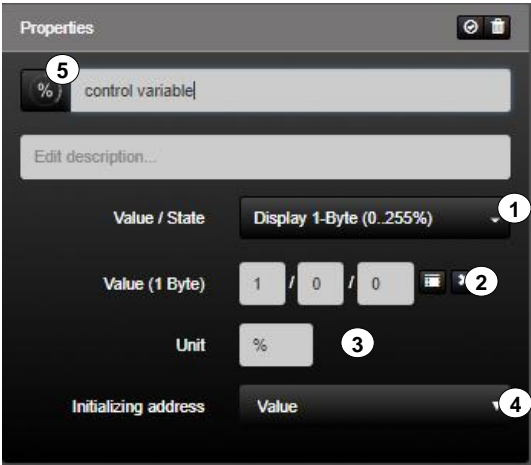 Properties
5
% control variable
Edit description...
Value / State Display 1-Byte (0..255%) 1
Value (1 Byte) 1 / 0 / 0 2
Unit % 3
Initializing address Value 4